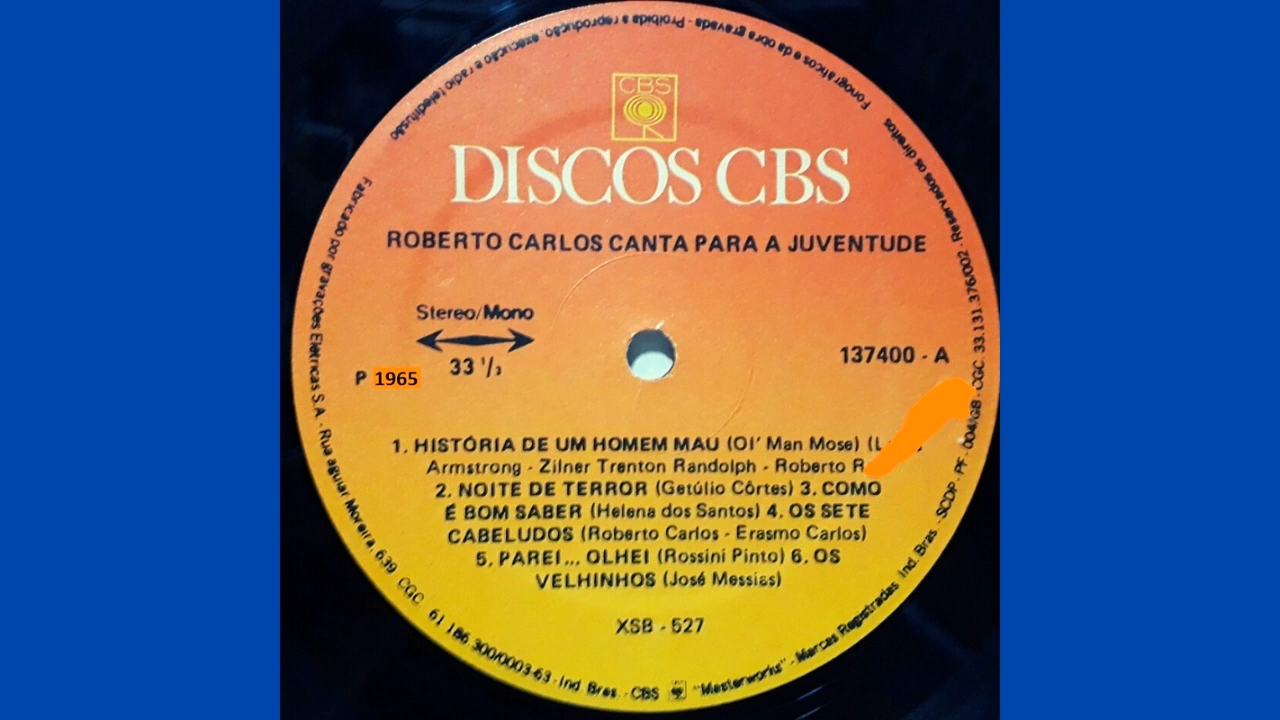 CBS
DISCOS CBS
ROBERTO CARLOS CANTA PARA A JUVENTUDE
Stereo/Mono
33 1/3
137400 - A
P 1965
1. HISTÓRIA DE UM HOMEM MAU (Ol' Man Mose)
Armstrong - Zilner Trenton Randolph - Roberto
2. NOITE DE TERROR (Getúlio Côrtes) 3. COMO
É BOM SABER (Helena dos Santos) 4. OS SETE
CABELUDOS (Roberto Carlos - Erasmo Carlos)
5. PAREI... OLHEI (Rossini Pinto) 6. OS
VELHINHOS (José Messias)
XSB - 527
Fabricado por gravações Elétricas S.A. - Rua aguiar Moreira, 639 CGC 61 186 300/0003-63 - Ind. Bras. - CBS "Masterworks" - Marcas Registradas Ind. Bras. - SCDP - PF - 004/GB - CGC 33.131.376/002 - Reservados os direitos
Fonográficos e da obra gravada - Proibida a reprodução, execução e radio teledifusão